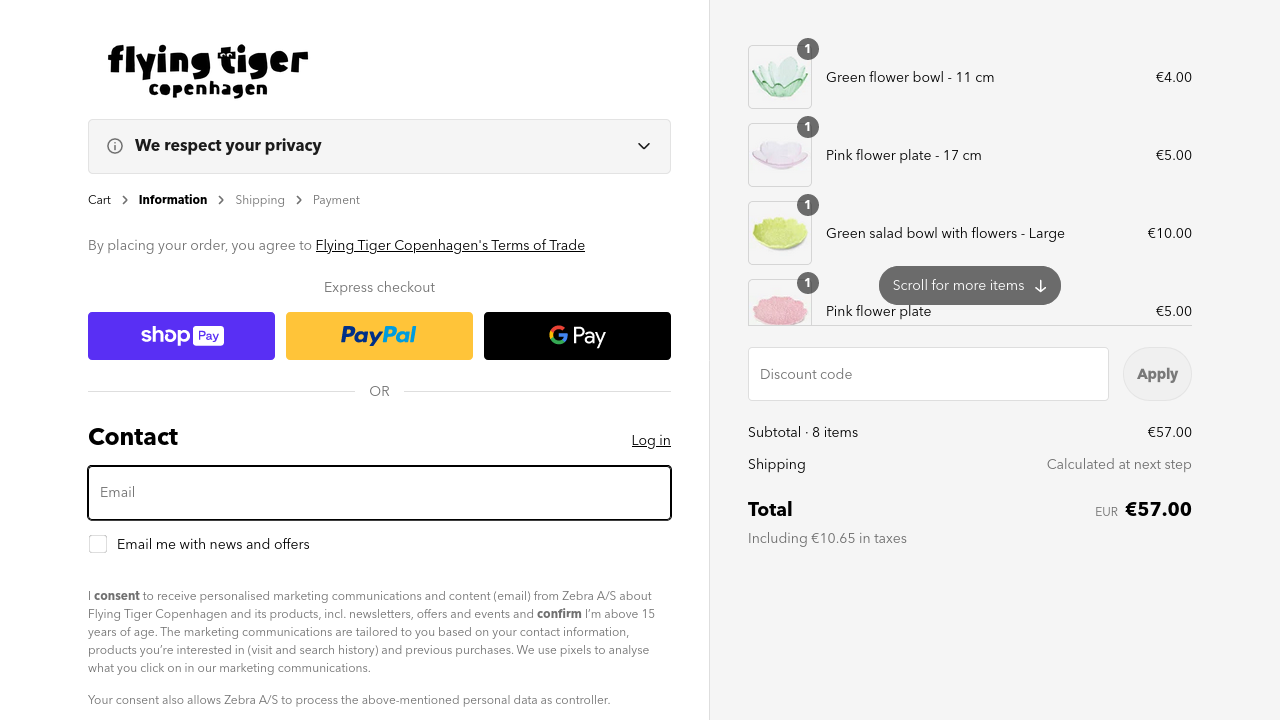 flying tiger
copenhagen
We respect your privacy
Cart > Information > Shipping > Payment
By placing your order, you agree to Flying Tiger Copenhagen's Terms of Trade
Express checkout
shop Pay
PayPal
G Pay
OR
Contact
Log in
Email
Email me with news and offers
I consent to receive personalised marketing communications and content (email) from Zebra A/S about
Flying Tiger Copenhagen and its products, incl. newsletters, offers and events and confirm I'm above 15
years of age. The marketing communications are tailored to you based on your contact information,
products you're interested in (visit and search history) and previous purchases. We use pixels to analyse
what you click on in our marketing communications.
Your consent also allows Zebra A/S to process the above-mentioned personal data as controller.
1
Green flower bowl - 11 cm €4.00
1
Pink flower plate - 17 cm €5.00
1
Green salad bowl with flowers - Large €10.00
1
Scroll for more items
Pink flower plate €5.00
Discount code
Apply
Subtotal · 8 items €57.00
Shipping Calculated at next step
Total EUR €57.00
Including €10.65 in taxes